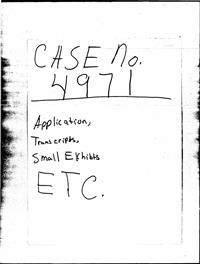 CASE No.
4971
Application,
Transcripts,
Small Exhibits
ETC.